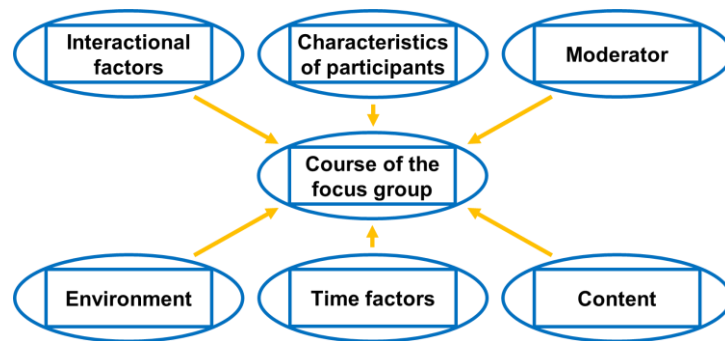 Interactional
factors
Characteristics
of participants
Moderator
Course of the
focus group
Environment
Time factors
Content